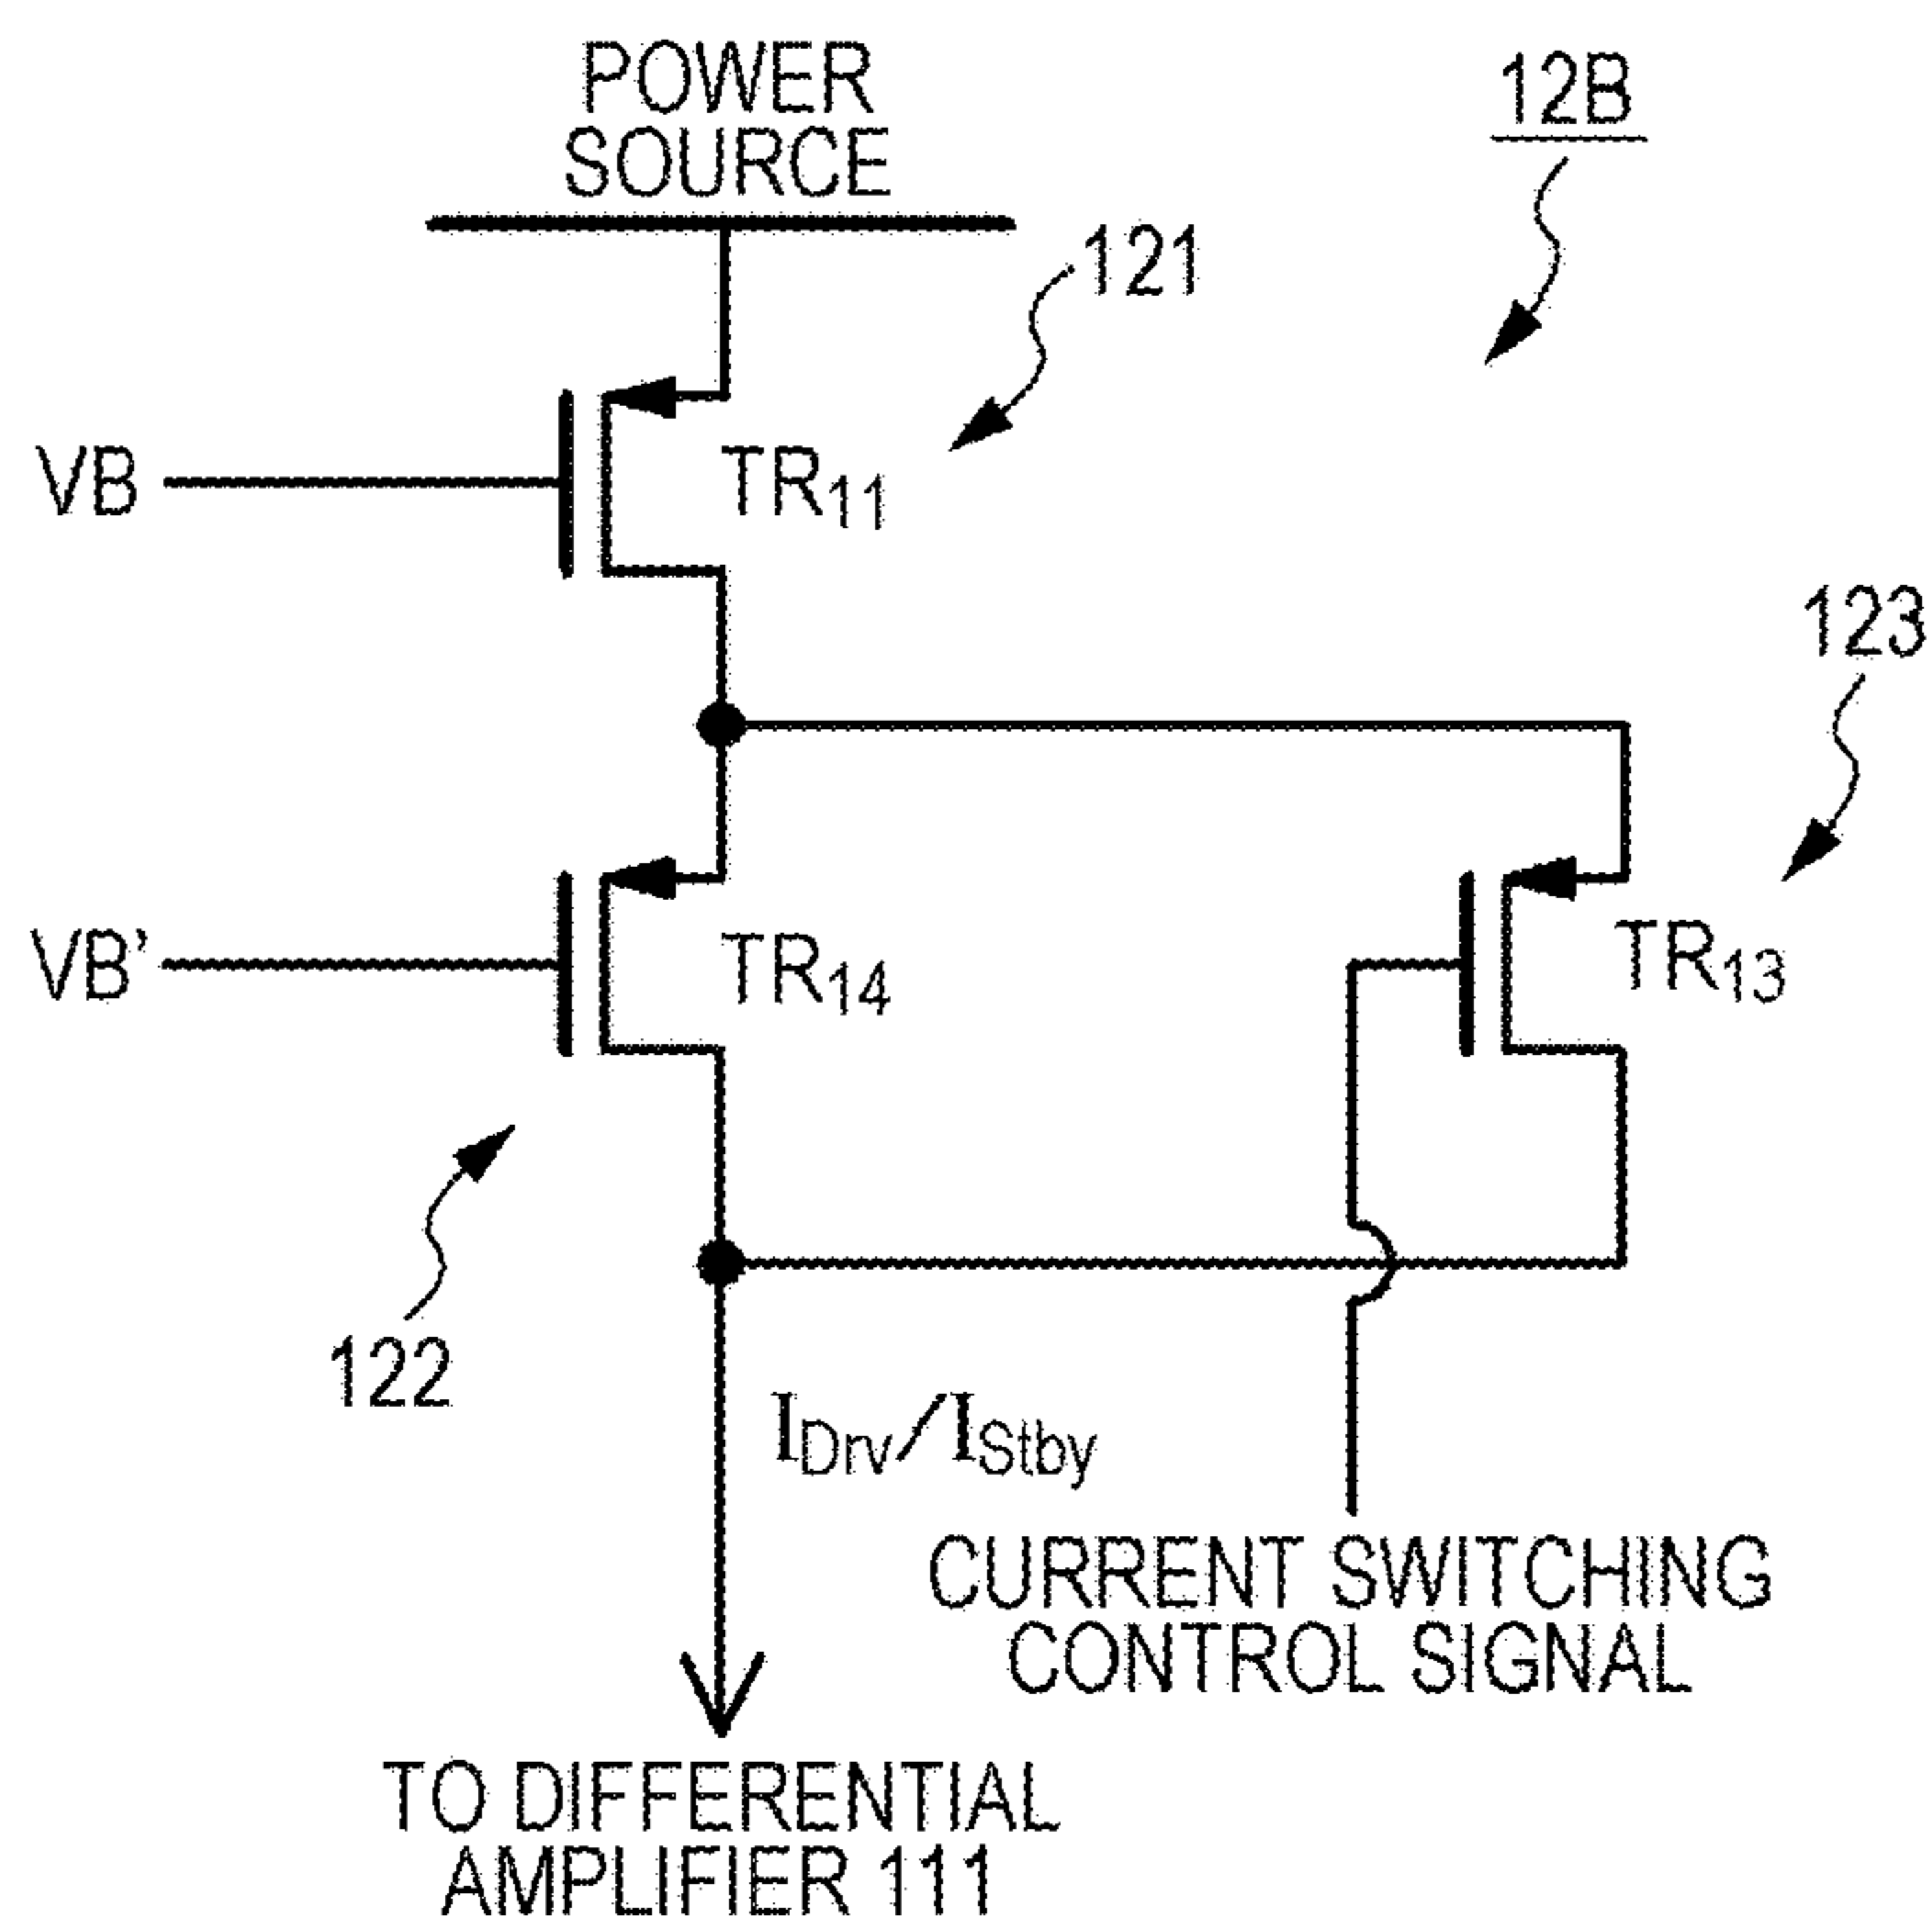 POWER
SOURCE
12B
121
VB
TR11
123
VB'
TR14
TR13
122
IDrv/IStby
CURRENT SWITCHING
CONTROL SIGNAL
TO DIFFERENTIAL
AMPLIFIER 111